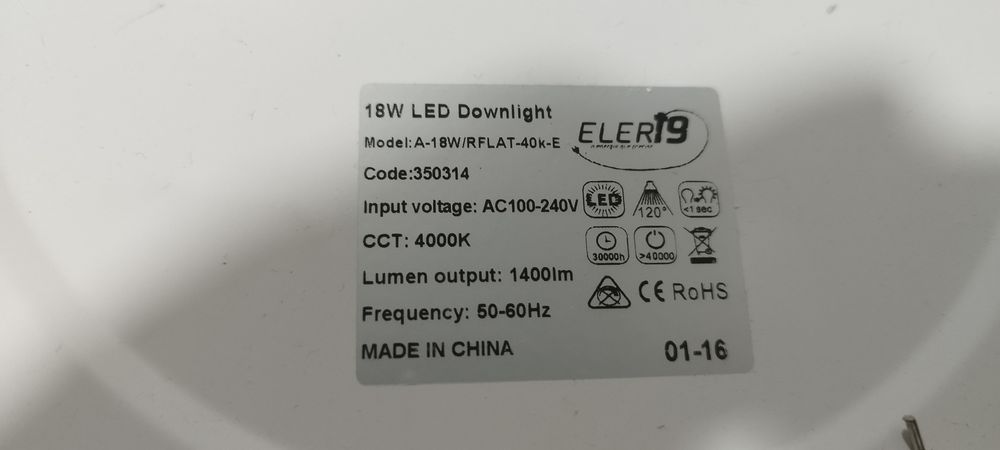 18W LED Downlight
Model:A-18W/RFLAT-40k-E
Code:350314
Input voltage: AC100-240V
CCT: 4000K
Lumen output: 1400lm
Frequency: 50-60Hz
MADE IN CHINA
ELER19
LED
120°
<1 sec
30000h
>40000
CE RoHS
01-16